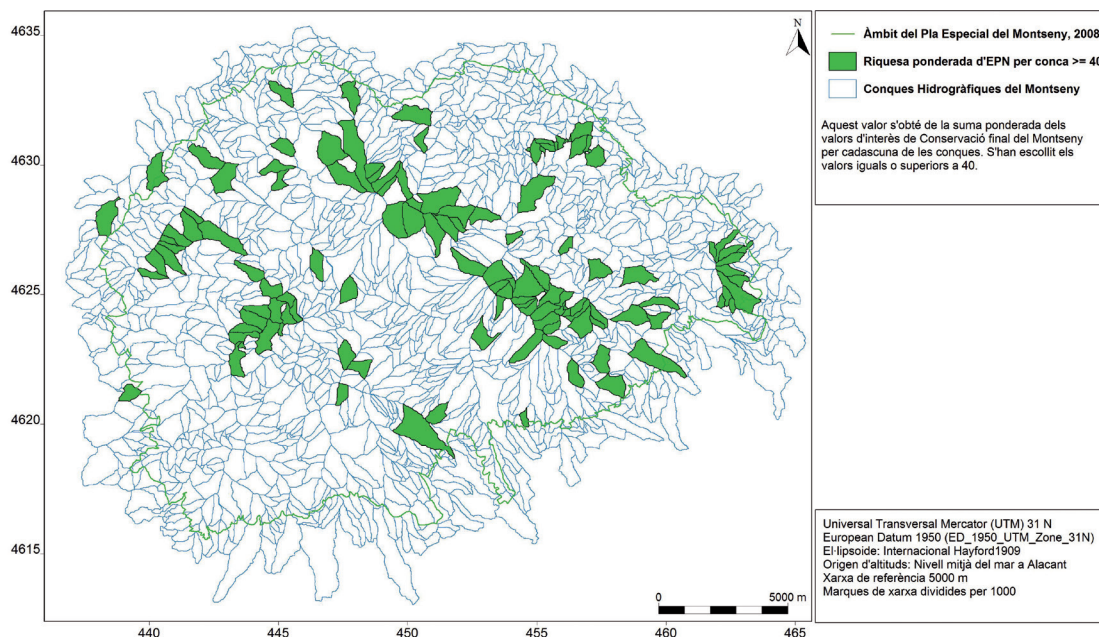 4635
4630
4625
4620
4615
440
445
450
455
460
465
N
0
5000 m
Àmbit del Pla Especial del Montseny, 2008
Riquesa ponderada d'EPN per conca >= 40
Conques Hidrogràfiques del Montseny
Aquest valor s'obté de la suma ponderada dels
valors d'interès de Conservació final del Montseny
per cadascuna de les conques. S'han escollit els
valors iguals o superiors a 40.
Universal Transversal Mercator (UTM) 31 N
European Datum 1950 (ED_1950_UTM_Zone_31N)
El·lipsoide: Internacional Hayford1909
Origen d'altituds: Nivell mitjà del mar a Alacant
Xarxa de referència 5000 m
Marques de xarxa dividides per 1000